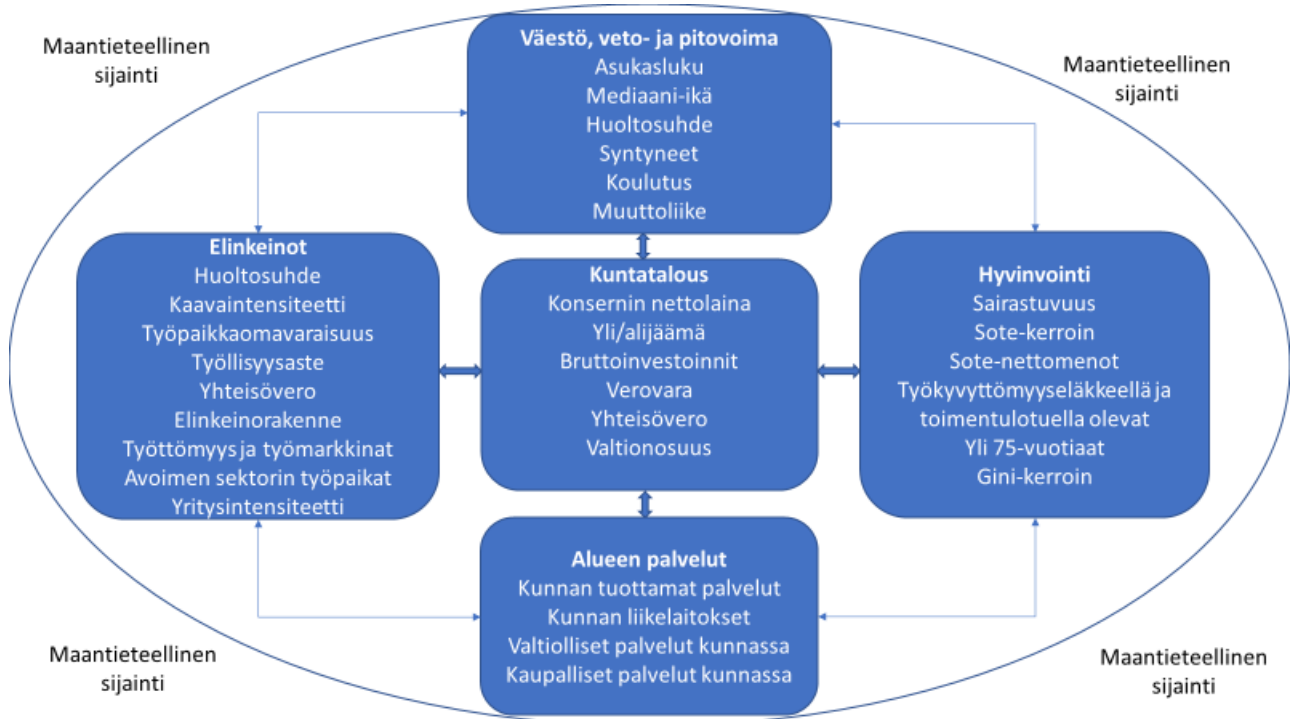 Maantieteellinen
sijainti
Väestö, veto- ja pitovoima
Asukasluku
Mediaani-ikä
Huoltosuhde
Syntyneet
Koulutus
Muuttoliike
Maantieteellinen
sijainti
Elinkeinot
Huoltosuhde
Kaavaintensiteetti
Työpaikkaomavaraisuus
Työllisyysaste
Yhteisövero
Elinkeinorakenne
Työttömyys ja työmarkkinat
Avoimen sektorin työpaikat
Yritysintensiteetti
Kuntatalous
Konsernin nettolaina
Yli/alijäämä
Bruttoinvestoinnit
Verovara
Yhteisövero
Valtionosuus
Hyvinvointi
Sairastuvuus
Sote-kerroin
Sote-nettomenot
Työkyvyttömyyseläkkeellä ja
toimentulotuella olevat
Yli 75-vuotiaat
Gini-kerroin
Alueen palvelut
Kunnan tuottamat palvelut
Kunnan liikelaitokset
Valtiolliset palvelut kunnassa
Kaupalliset palvelut kunnassa
Maantieteellinen
sijainti
Maantieteellinen
sijainti